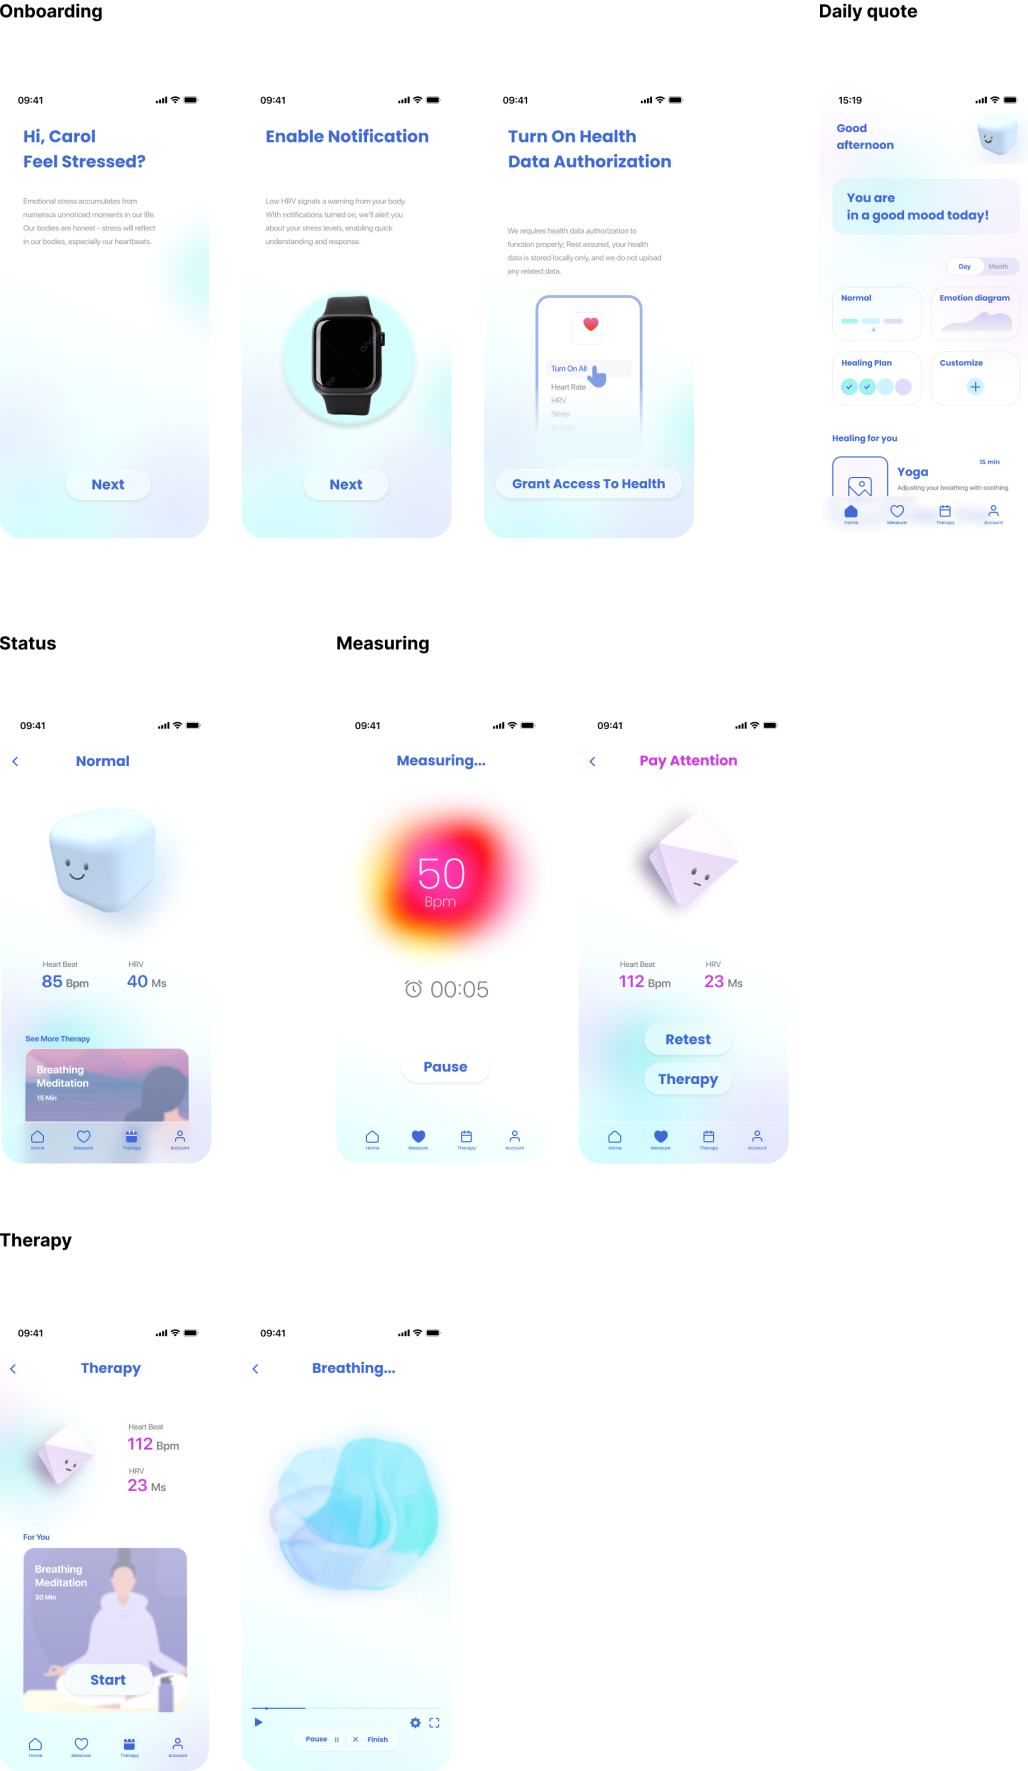 Onboarding
Daily quote
09:41
Hi, Carol
Feel Stressed?
Emotional stress accumulates from
numerous unnoticed moments in our life.
Our bodies are honest - stress will reflect
in our bodies, especially our heartbeats.
Next
09:41
Enable Notification
Low HRV signals a warning from your body.
With notifications turned on, we'll alert you
about your stress levels, enabling quick
understanding and response.
Next
09:41
Turn On Health
Data Authorization
We requires health data authorization to
function properly; Rest assured, your health
data is stored locally only, and we do not upload
any related data.
Turn On All
Heart Rate
HRV
Sleep
Activity
Grant Access To Health
15:19
Good
afternoon
You are
in a good mood today!
Day
Month
Normal
Emotion diagram
Healing Plan
Customize
Healing for you
15 min
Yoga
Adjusting your breathing with soothing
Home
Measure
Therapy
Account
Status
Measuring
09:41
Normal
Heart Beat
HRV
85 Bpm
40 Ms
See More Therapy
Breathing
Meditation
15 Min
Home
Measure
Therapy
Account
09:41
Measuring...
50
Bpm
00:05
Pause
Home
Measure
Therapy
Account
09:41
Pay Attention
Heart Beat
HRV
112 Bpm
23 Ms
Retest
Therapy
Home
Measure
Therapy
Account
Therapy
09:41
Therapy
Heart Beat
112 Bpm
HRV
23 Ms
For You
Breathing
Meditation
30 Min
Start
Home
Measure
Therapy
Account
09:41
Breathing...
Pause
Finish